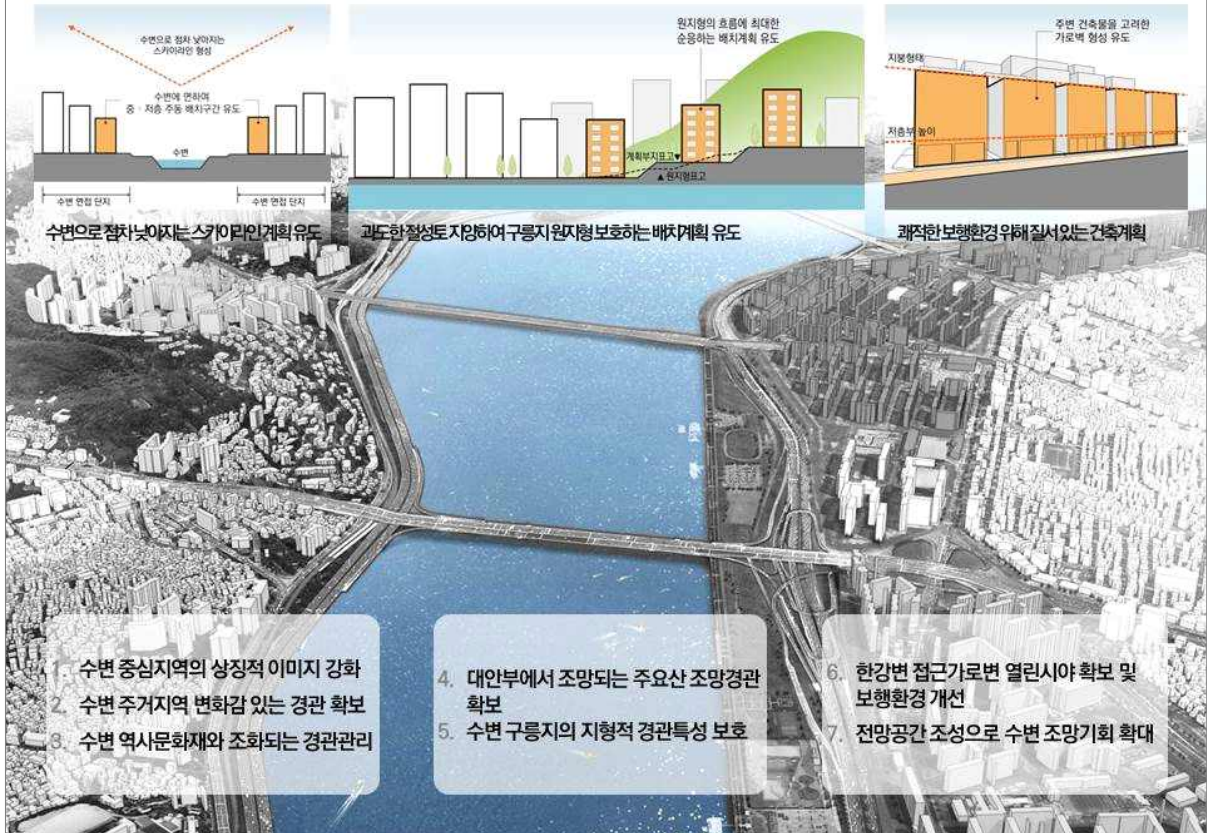 수변으로 점차 낮아지는
스카이라인 형성
수변에 면하여
중 · 저층 주동 배치구간 유도
수변
수변 면접 단지
수변 면접 단지
수변으로 점차 낮아지는 스카이라인 계획 유도
원지형의 흐름에 최대한
순응하는 배치계획 유도
계획부지표고▼
▲ 원지형표고
과도한 절성토 지양하여 구릉지 원지형 보호하는 배치계획 유도
주변 건축물을 고려한
가로벽 형성 유도
지붕형태
저층부 높이
쾌적한 보행환경 위해 질서 있는 건축계획
1. 수변 중심지역의 상징적 이미지 강화
2. 수변 주거지역 변화감 있는 경관 확보
3. 수변 역사문화재와 조화되는 경관관리
4. 대안부에서 조망되는 주요산 조망경관
확보
5. 수변 구릉지의 지형적 경관특성 보호
6. 한강변 접근가로변 열린시야 확보 및
보행환경 개선
7. 전망공간 조성으로 수변 조망기회 확대